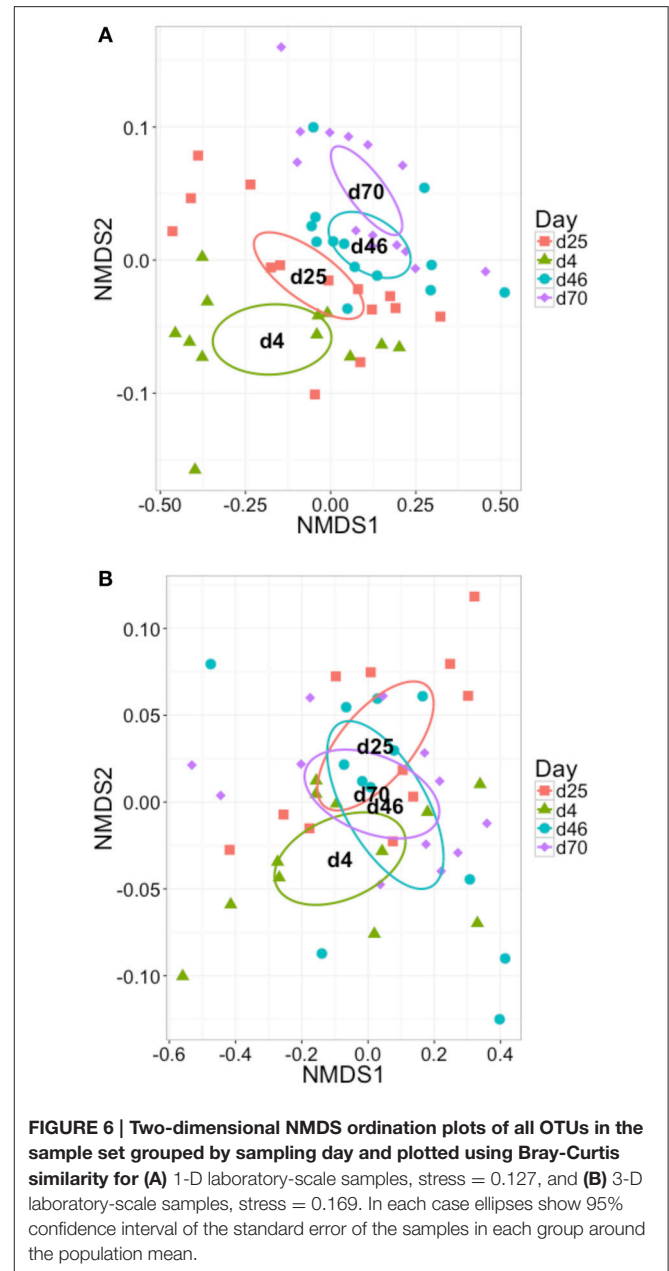 A
0.1
0.0
-0.1
NMDS2
d70
d46
d25
d4
-0.50
-0.25
0.00
0.25
0.50
NMDS1
Day
d25
d4
d46
d70
B
0.10
0.05
0.00
-0.05
-0.10
NMDS2
d25
d70
d46
d4
-0.6
-0.4
-0.2
0.0
0.2
0.4
NMDS1
Day
d25
d4
d46
d70
FIGURE 6 | Two-dimensional NMDS ordination plots of all OTUs in the
sample set grouped by sampling day and plotted using Bray-Curtis
similarity for (A) 1-D laboratory-scale samples, stress = 0.127, and (B) 3-D
laboratory-scale samples, stress = 0.169. In each case ellipses show 95%
confidence interval of the standard error of the samples in each group around
the population mean.